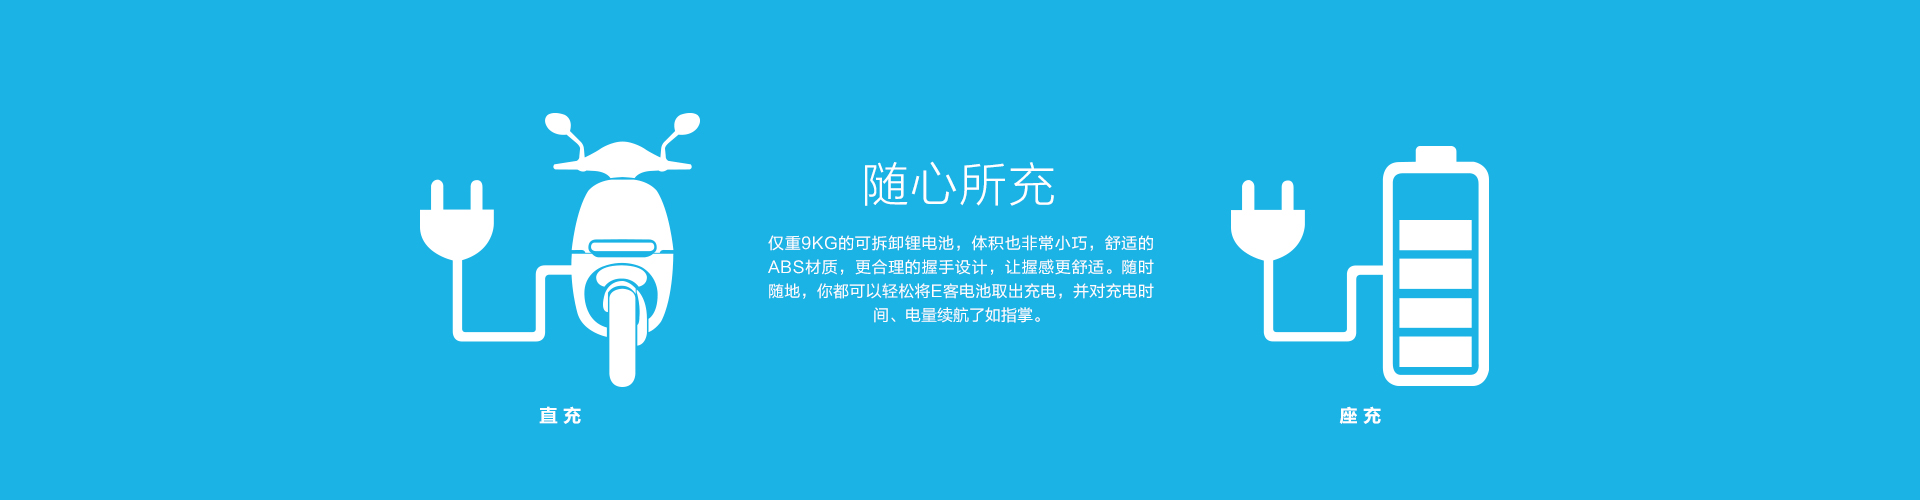 随心所充
仅重9KG的可拆卸锂电池，体积也非常小巧，舒适的
ABS材质，更合理的握手设计，让握感更舒适。随时
随地，你都可以轻松将E客电池取出充电，并对充电时
间、电量续航了如指掌。
直充
座充